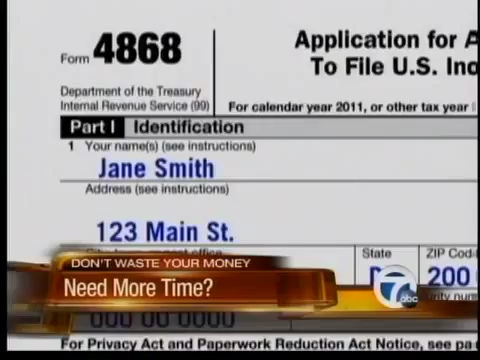 Form 4868
Application for
To File U.S.
Department of the Treasury
Internal Revenue Service (99)
For calendar year 2011, or other tax year
Part I Identification
1 Your name(s) (see instructions)
Jane Smith
Address (see instructions)
123 Main St.
State
ZIP
200
DON'T WASTE YOUR MONEY
Need More Time?
7
abc
000 00 0000
For Privacy Act and Paperwork Reduction Act Notice, see